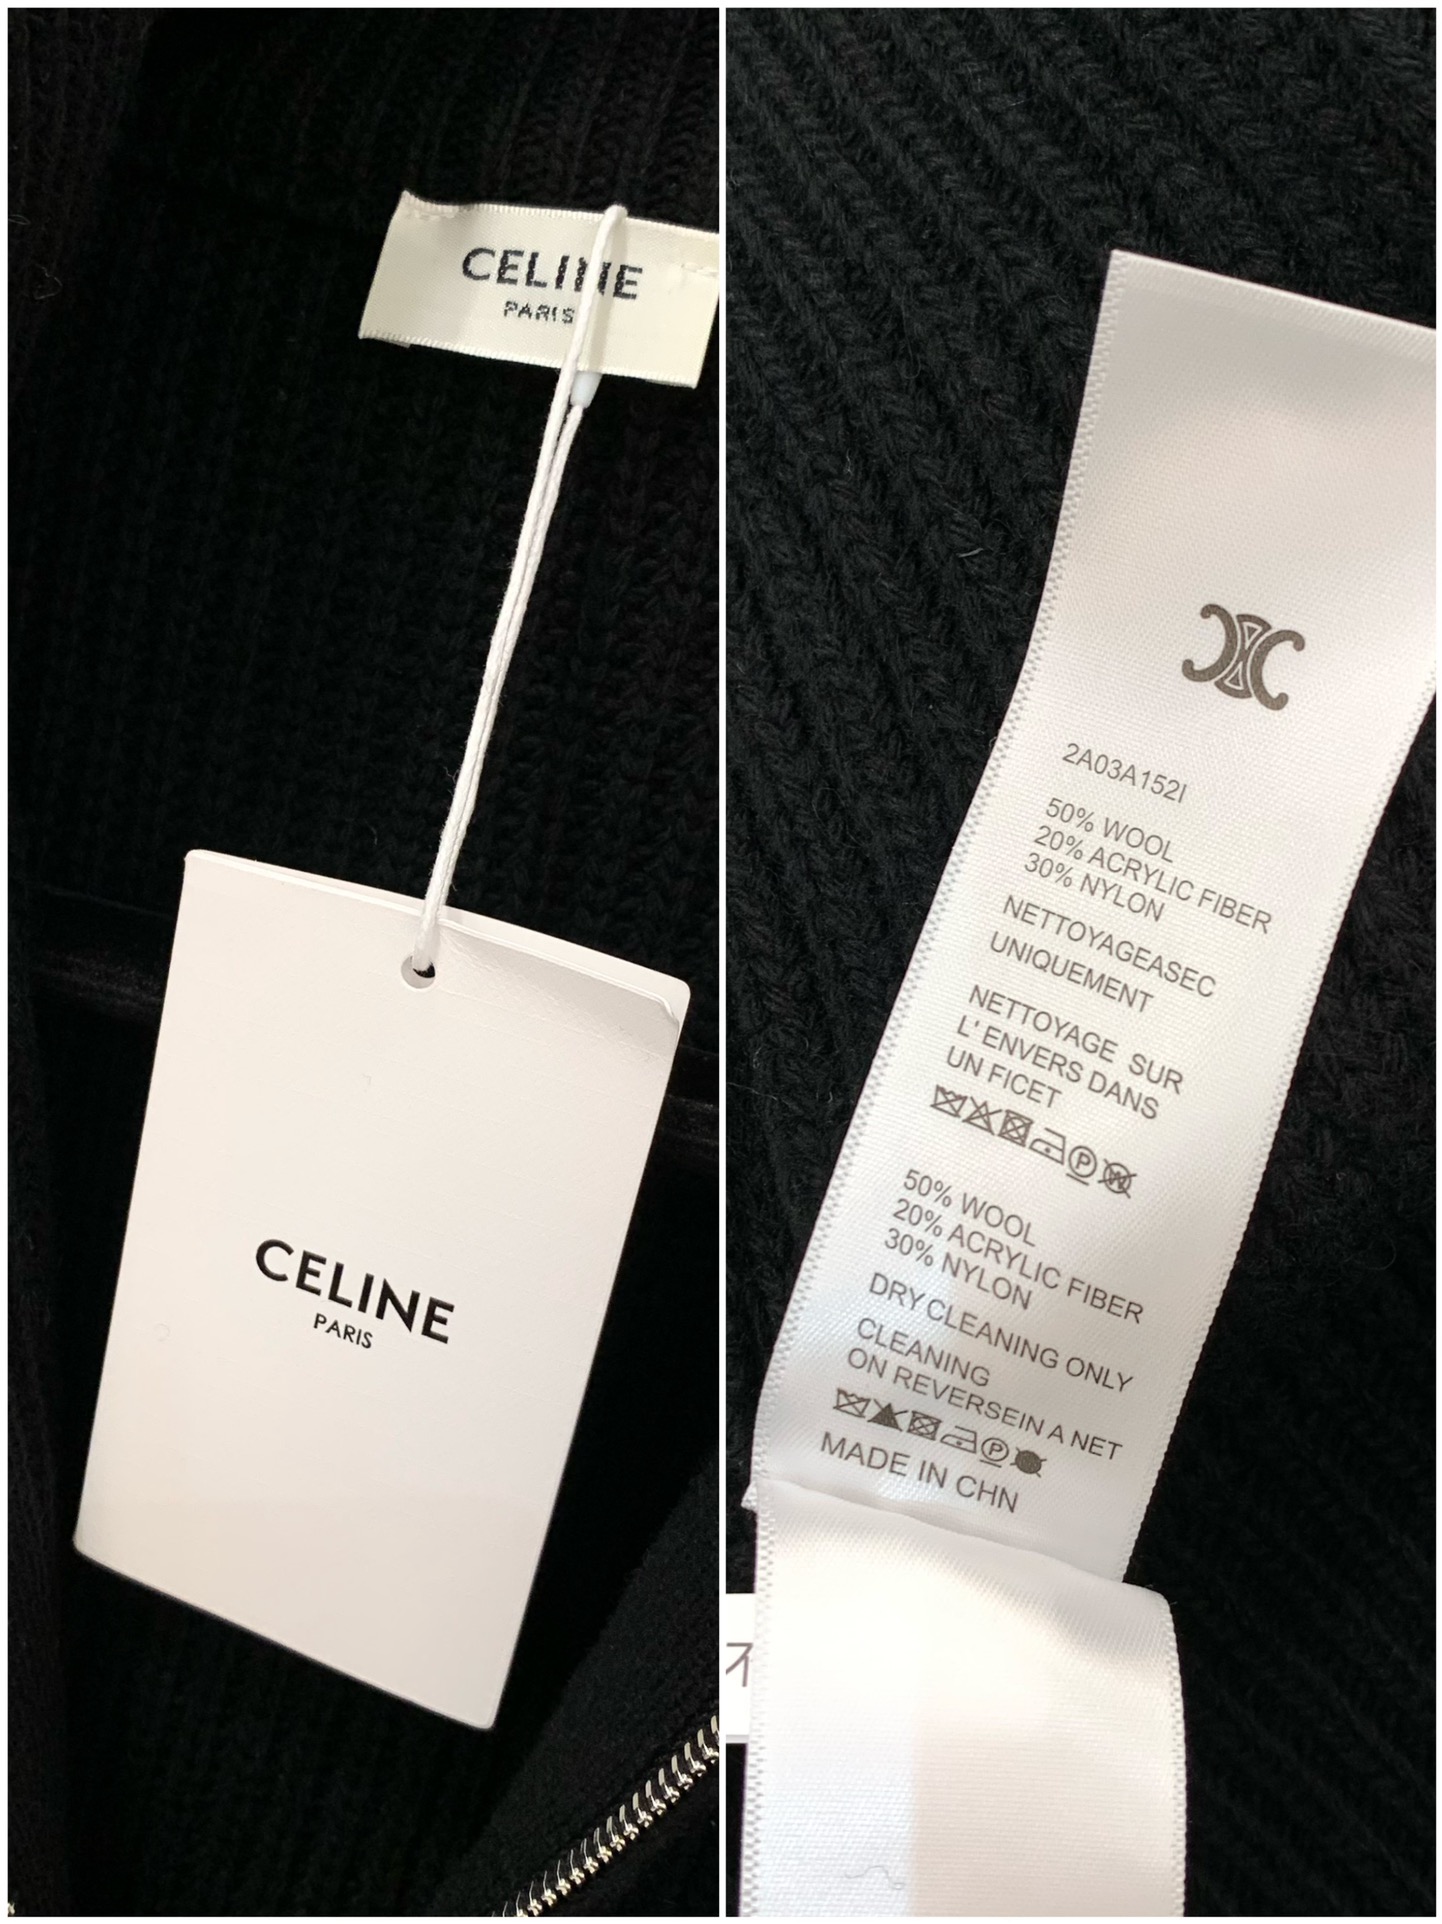 CELINE
PARIS
CELINE
PARIS
2A03A152I
50% WOOL
20% ACRYLIC FIBER
30% NYLON
NETTOYAGEASEC
UNIQUEMENT
NETTOYAGE SUR
L' ENVERS DANS
UN FICET
P W
50% WOOL
20% ACRYLIC FIBER
30% NYLON
DRY CLEANING ONLY
CLEANING
ON REVERSEIN A NET
P
MADE IN CHN